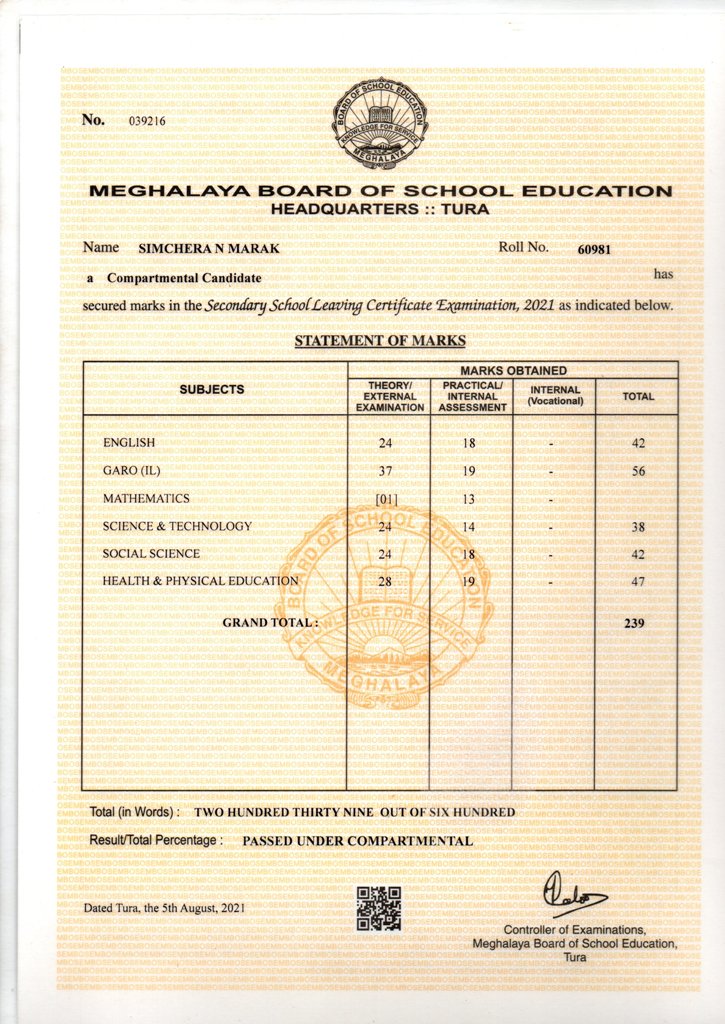 No. 039216
BOARD OF SCHOOL EDUCATION
KNOWLEDGE FOR SERVICE
MEGHALAYA
MEGHALAYA BOARD OF SCHOOL EDUCATION
HEADQUARTERS :: TURA
Name SIMCHERA N MARAK Roll No. 60981
a Compartmental Candidate has
secured marks in the Secondary School Leaving Certificate Examination, 2021 as indicated below.
STATEMENT OF MARKS
SUBJECTS MARKS OBTAINED
THEORY/ EXTERNAL EXAMINATION PRACTICAL/ INTERNAL ASSESSMENT INTERNAL (Vocational) TOTAL
ENGLISH 24 18 - 42
GARO (IL) 37 19 - 56
MATHEMATICS [01] 13 -
SCIENCE & TECHNOLOGY 24 14 - 38
SOCIAL SCIENCE 24 18 - 42
HEALTH & PHYSICAL EDUCATION 28 19 - 47
GRAND TOTAL : 239
BOARD OF SCHOOL EDUCATION
KNOWLEDGE FOR SERVICE
MEGHALAYA
Total (in Words) : TWO HUNDRED THIRTY NINE OUT OF SIX HUNDRED
Result/Total Percentage : PASSED UNDER COMPARTMENTAL
Dated Tura, the 5th August, 2021
Controller of Examinations,
Meghalaya Board of School Education,
Tura